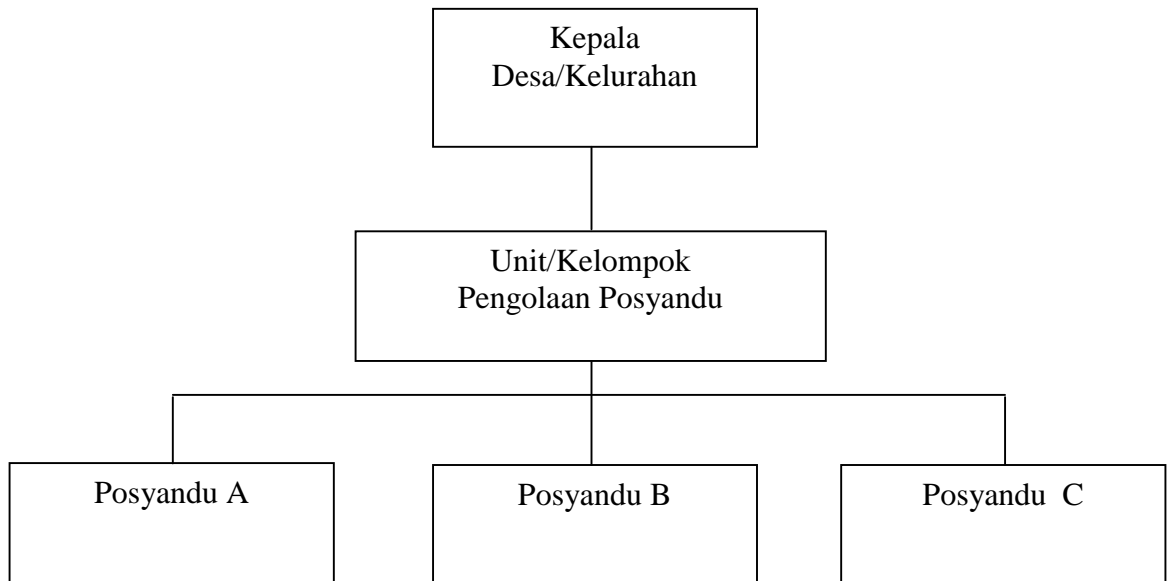 Kepala
Desa/Kelurahan
Unit/Kelompok
Pengolaan Posyandu
Posyandu A
Posyandu B
Posyandu  C